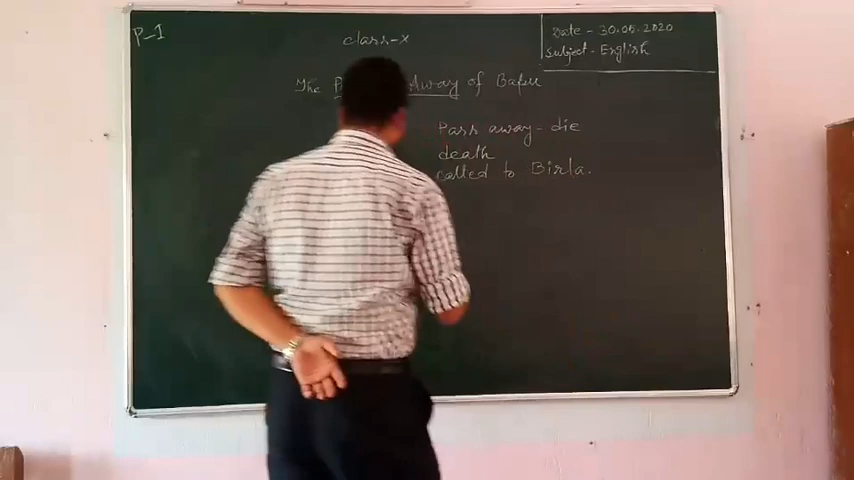 P-1
class-x
Date - 30.05.2020
Subject - English
The P Away of Bapu
Pass away - die
death
called to Birla.